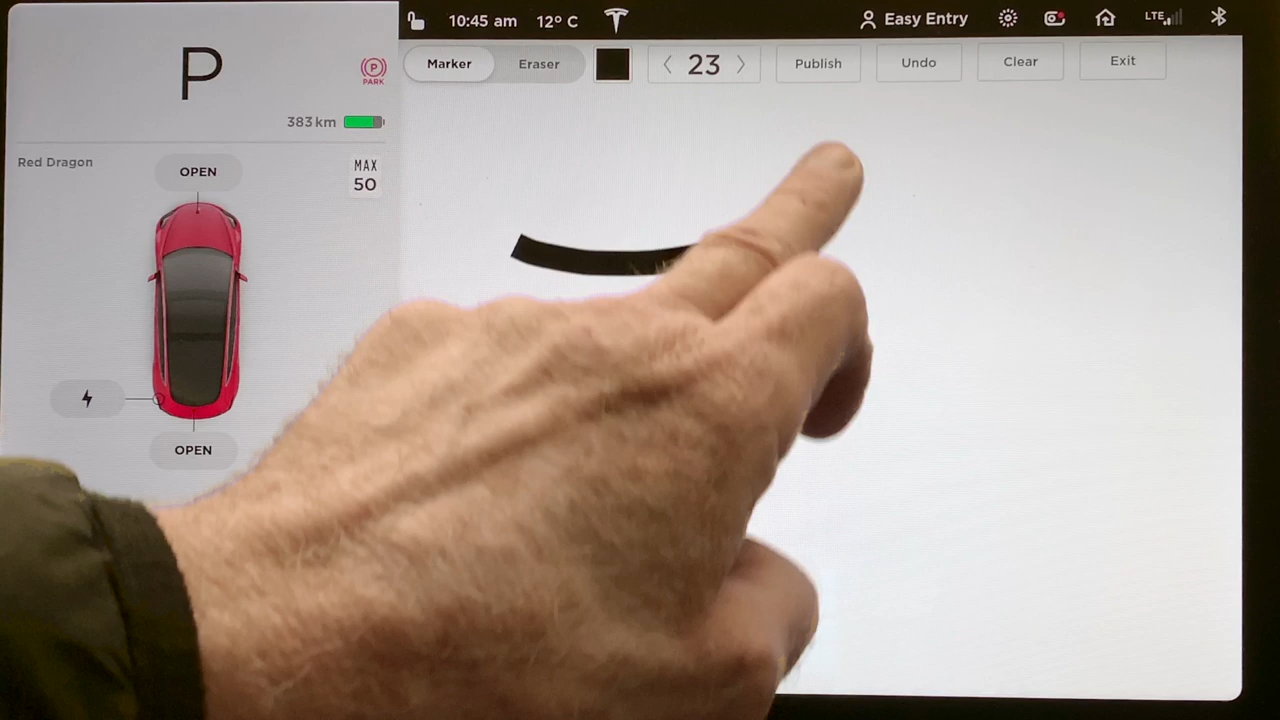 10:45 am 12° C Easy Entry LTE
P
P
PARK
383 km
Marker Eraser 23 Publish Undo Clear Exit
Red Dragon
OPEN
MAX
50
OPEN